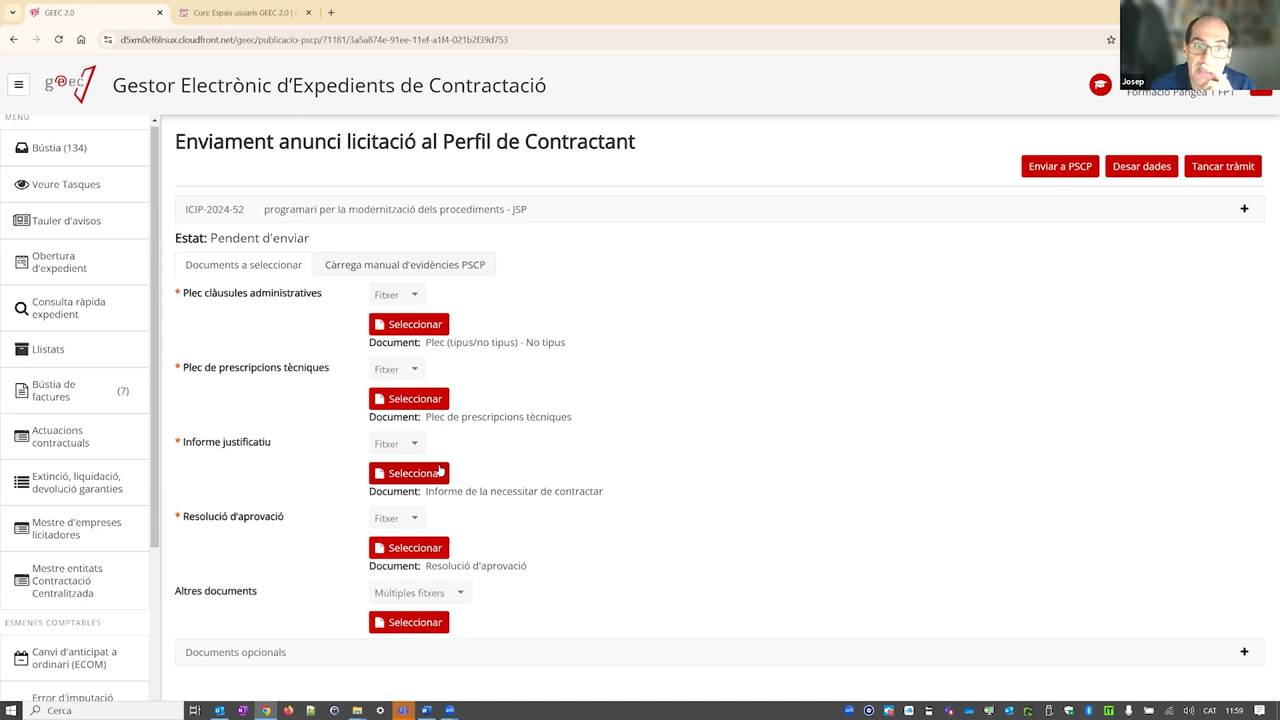 GEEC 2.0
Curs: Espais usuaris GEEC 2.0 | c
d5xm0ef6lrsux.cloudfront.net/geec/publicacio-pscp/71181/3a5a874e-91ee-11ef-a1f4-021b2f39d753
geec
Gestor Electrònic d'Expedients de Contractació
Josep
Formació Pangea 1 FP1
MENÚ
Bústia (134)
Veure Tasques
Tauler d'avisos
Obertura
d'expedient
Consulta ràpida
expedient
Llistats
Bústia de
factures
(7)
Actuacions
contractuals
Extinció, liquidació,
devolució garanties
Mestre d'empreses
licitadores
Mestre entitats
Contractació
Centralitzada
ESMENES COMPTABLES
Canvi d'anticipat a
ordinari (ECOM)
Error d'imputació
Enviament anunci licitació al Perfil de Contractant
Enviar a PSCP
Desar dades
Tancar tràmit
ICIP-2024-52 programari per la modernització dels procediments - JSP
Estat: Pendent d'enviar
Documents a seleccionar
Càrrega manual d'evidències PSCP
* Plec clàusules administratives
Fitxer
Seleccionar
Document: Plec (tipus/no tipus) - No tipus
* Plec de prescripcions tècniques
Fitxer
Seleccionar
Document: Plec de prescripcions tècniques
* Informe justificatiu
Fitxer
Seleccionar
Document: Informe de la necessitar de contractar
* Resolució d'aprovació
Fitxer
Seleccionar
Document: Resolució d'aprovació
Altres documents
Múltiples fitxers
Seleccionar
Documents opcionals
Cerca
CAT
11:59